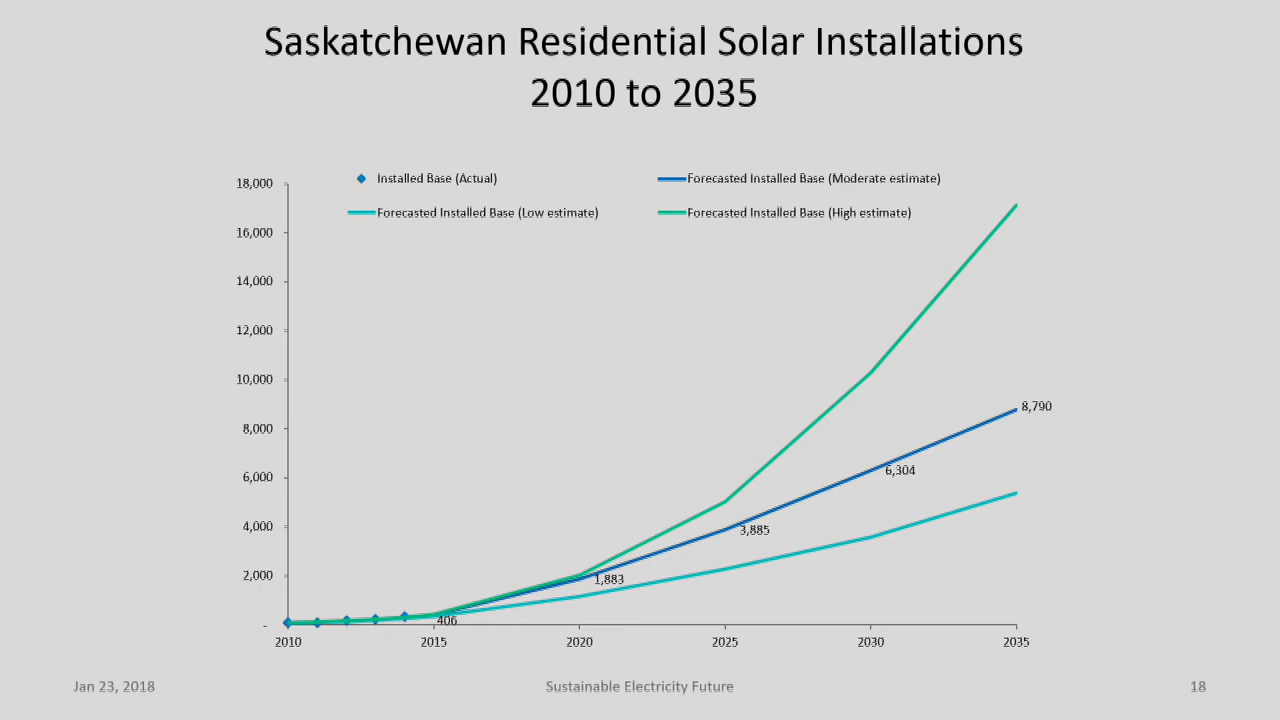 Saskatchewan Residential Solar Installations
2010 to 2035
Installed Base (Actual)
Forecasted Installed Base (Moderate estimate)
Forecasted Installed Base (Low estimate)
Forecasted Installed Base (High estimate)
18,000
16,000
14,000
12,000
10,000
8,000
6,000
4,000
2,000
-
8,790
6,304
3,885
1,883
406
2010 2015 2020 2025 2030 2035
Jan 23, 2018 Sustainable Electricity Future 18